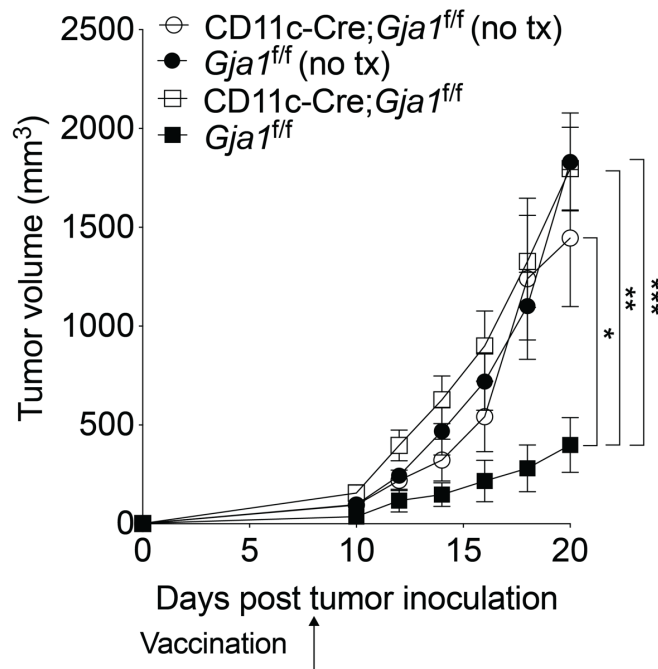 2500
2000
1500
1000
500
0
Tumor volume (mm³)
CD11c-Cre;Gja1f/f (no tx)
Gja1f/f (no tx)
CD11c-Cre;Gja1f/f
Gja1f/f
*
**
***
0 5 10 15 20
Days post tumor inoculation
Vaccination